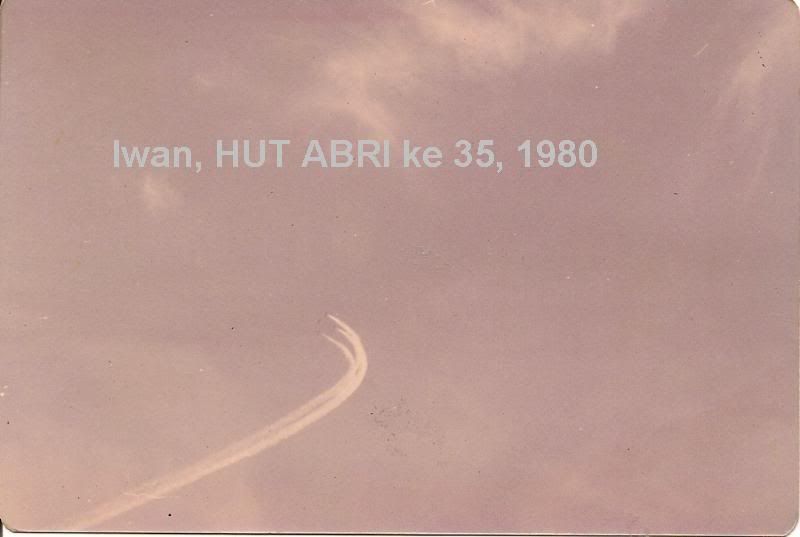 Iwan, HUT ABRI ke 35, 1980